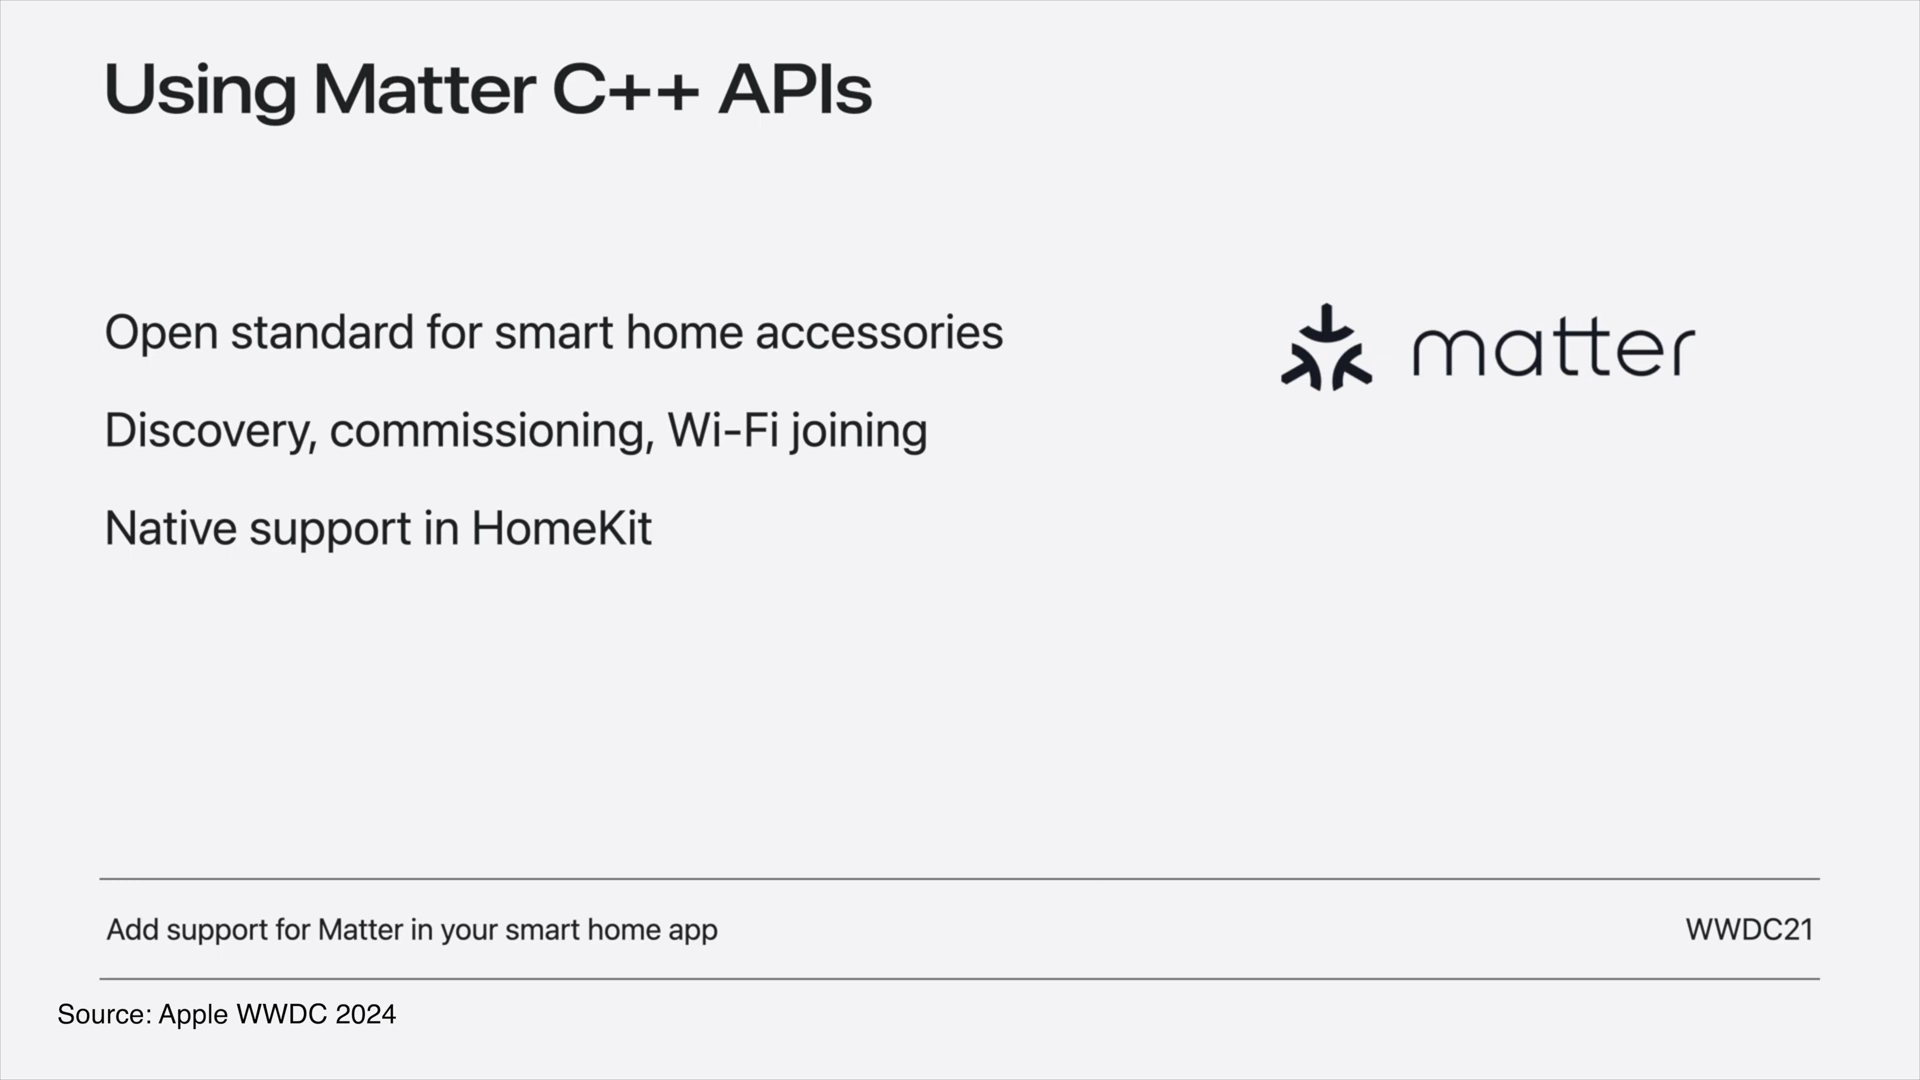 Using Matter C++ APIs
Open standard for smart home accessories
matter
Discovery, commissioning, Wi-Fi joining
Native support in HomeKit
Add support for Matter in your smart home app
WWDC21
Source: Apple WWDC 2024